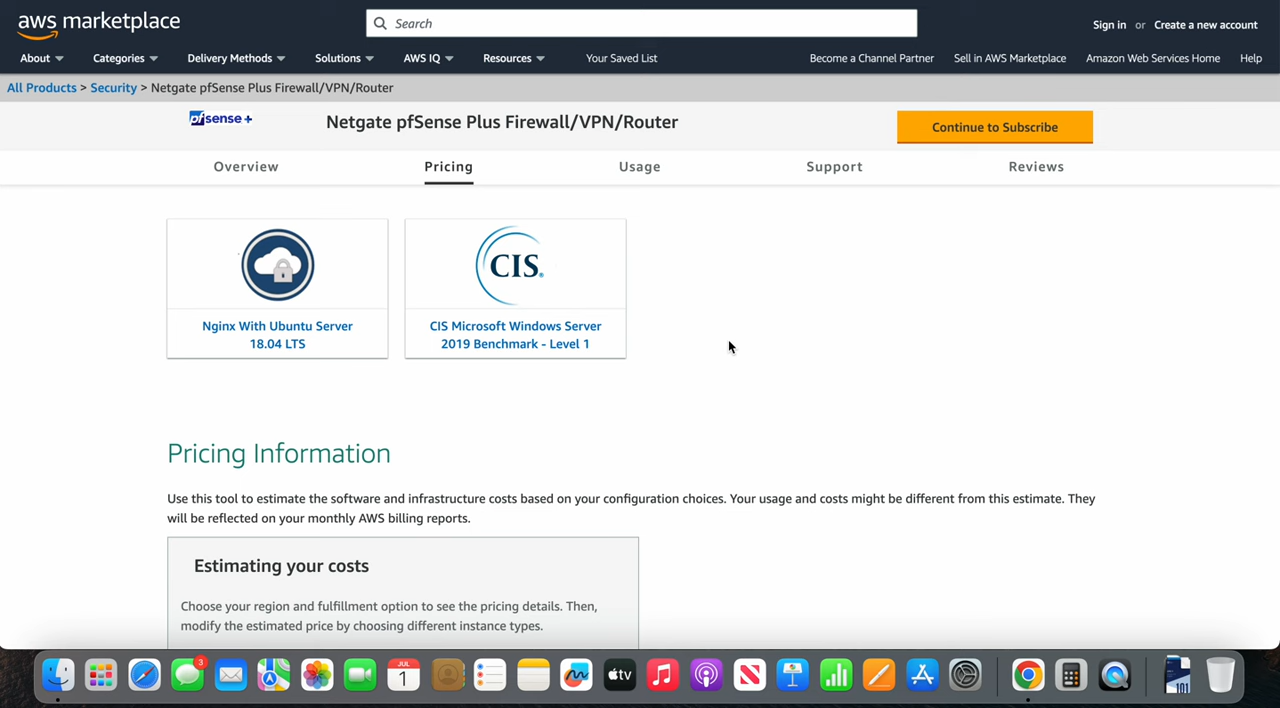 aws marketplace
Search
Sign in or Create a new account
About Categories Delivery Methods Solutions AWS IQ Resources Your Saved List Become a Channel Partner Sell in AWS Marketplace Amazon Web Services Home Help
All Products > Security > Netgate pfSense Plus Firewall/VPN/Router
pfsense +
Netgate pfSense Plus Firewall/VPN/Router
Continue to Subscribe
Overview Pricing Usage Support Reviews
CIS.
Nginx With Ubuntu Server
18.04 LTS
CIS Microsoft Windows Server
2019 Benchmark - Level 1
Pricing Information
Use this tool to estimate the software and infrastructure costs based on your configuration choices. Your usage and costs might be different from this estimate. They
will be reflected on your monthly AWS billing reports.
Estimating your costs
Choose your region and fulfillment option to see the pricing details. Then,
modify the estimated price by choosing different instance types.
3
JUL
1
tv
101